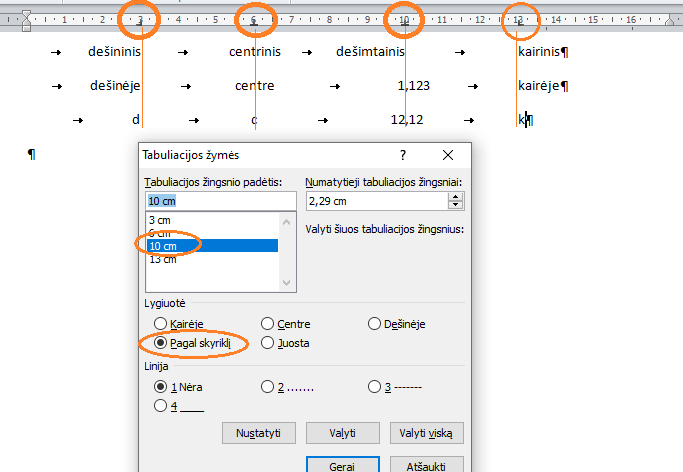 1 2 3 4 5 6 7 8 9 10 11 12 13 14 15 16
→ dešininis → centrinis → dešimtainis → kairinis¶
→ dešinėje → centre → 1,123 → kairėje¶
→ d → c → 12,12 → k¶
¶
Tabuliacijos žymės ? ×
Tabuliacijos žingsnio padėtis: Numatytieji tabuliacijos žingsniai:
10 cm 2,29 cm
3 cm Valyti šiuos tabuliacijos žingsnius:
6 cm
10 cm
13 cm
Lygiuotė
Kairėje Centre Dešinėje
Pagal skyriklį Juosta
Linija
1 Nėra 2 ....... 3 -------
4 ____
Nustatyti Valyti Valyti viską
Gerai Atšaukti